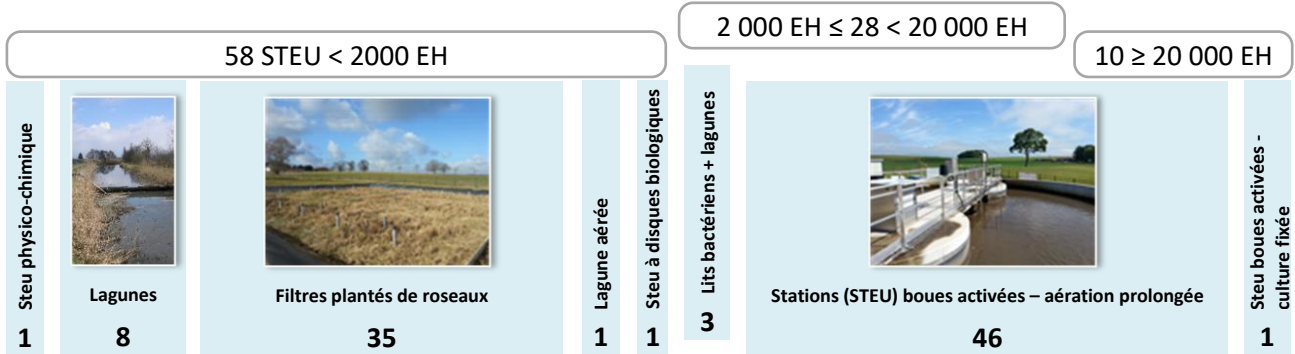 58 STEU < 2000 EH
2 000 EH ≤ 28 < 20 000 EH
10 ≥ 20 000 EH
Steu physico-chimique
1
Lagunes
8
Filtres plantés de roseaux
35
Lagune aérée
1
Steu à disques biologiques
1
Lits bactériens + lagunes
3
Stations (STEU) boues activées – aération prolongée
46
Steu boues activées -
culture fixée
1